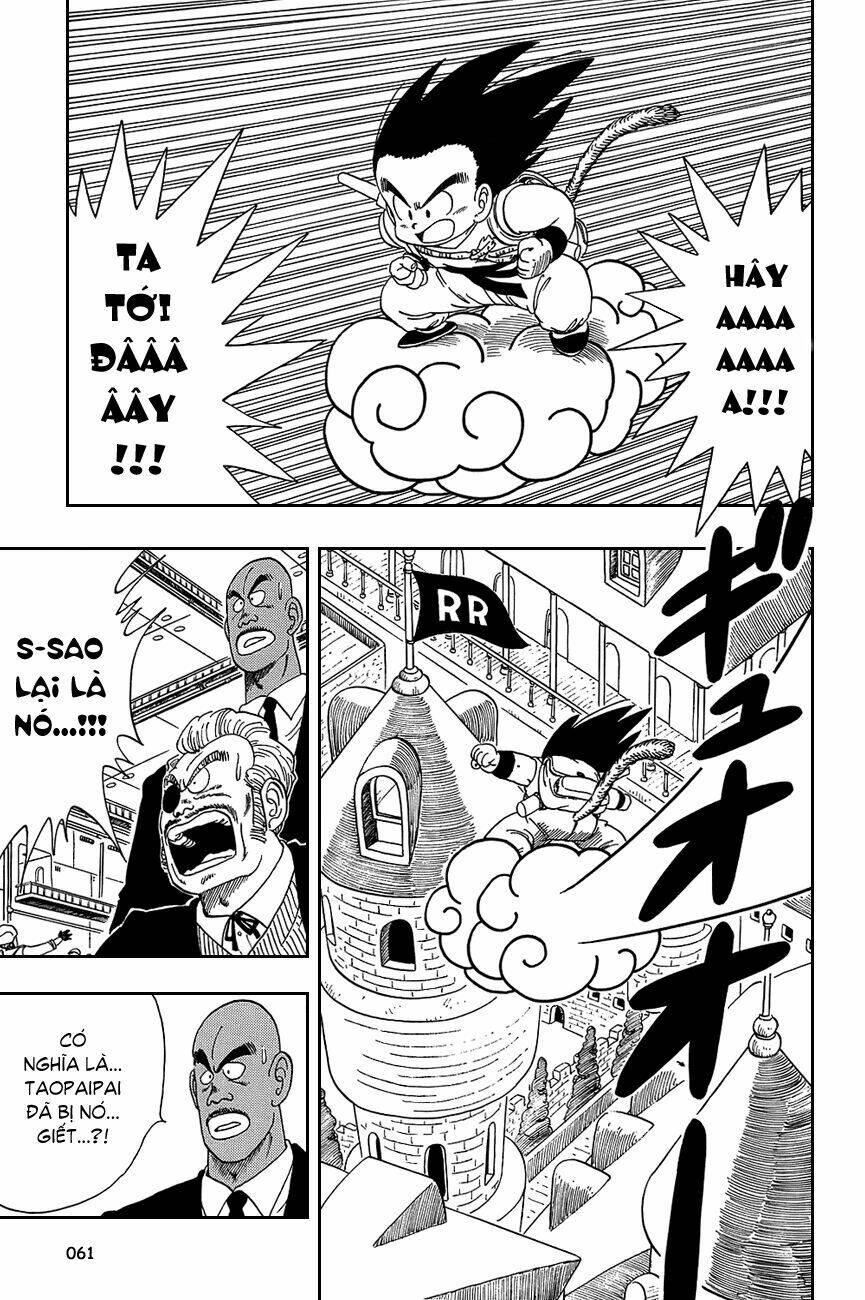 HÂY
AAAA
AAAA
A!!!
TA
TỚI
ĐÂÂÂ
ÂÂY
!!!
RR
ギュオオーー!
S-SAO
LẠI LÀ
NÓ...!!!
CÓ
NGHĨA LÀ...
TAOPAIPAI
ĐÃ BỊ NÓ...
GIẾT...?!
061